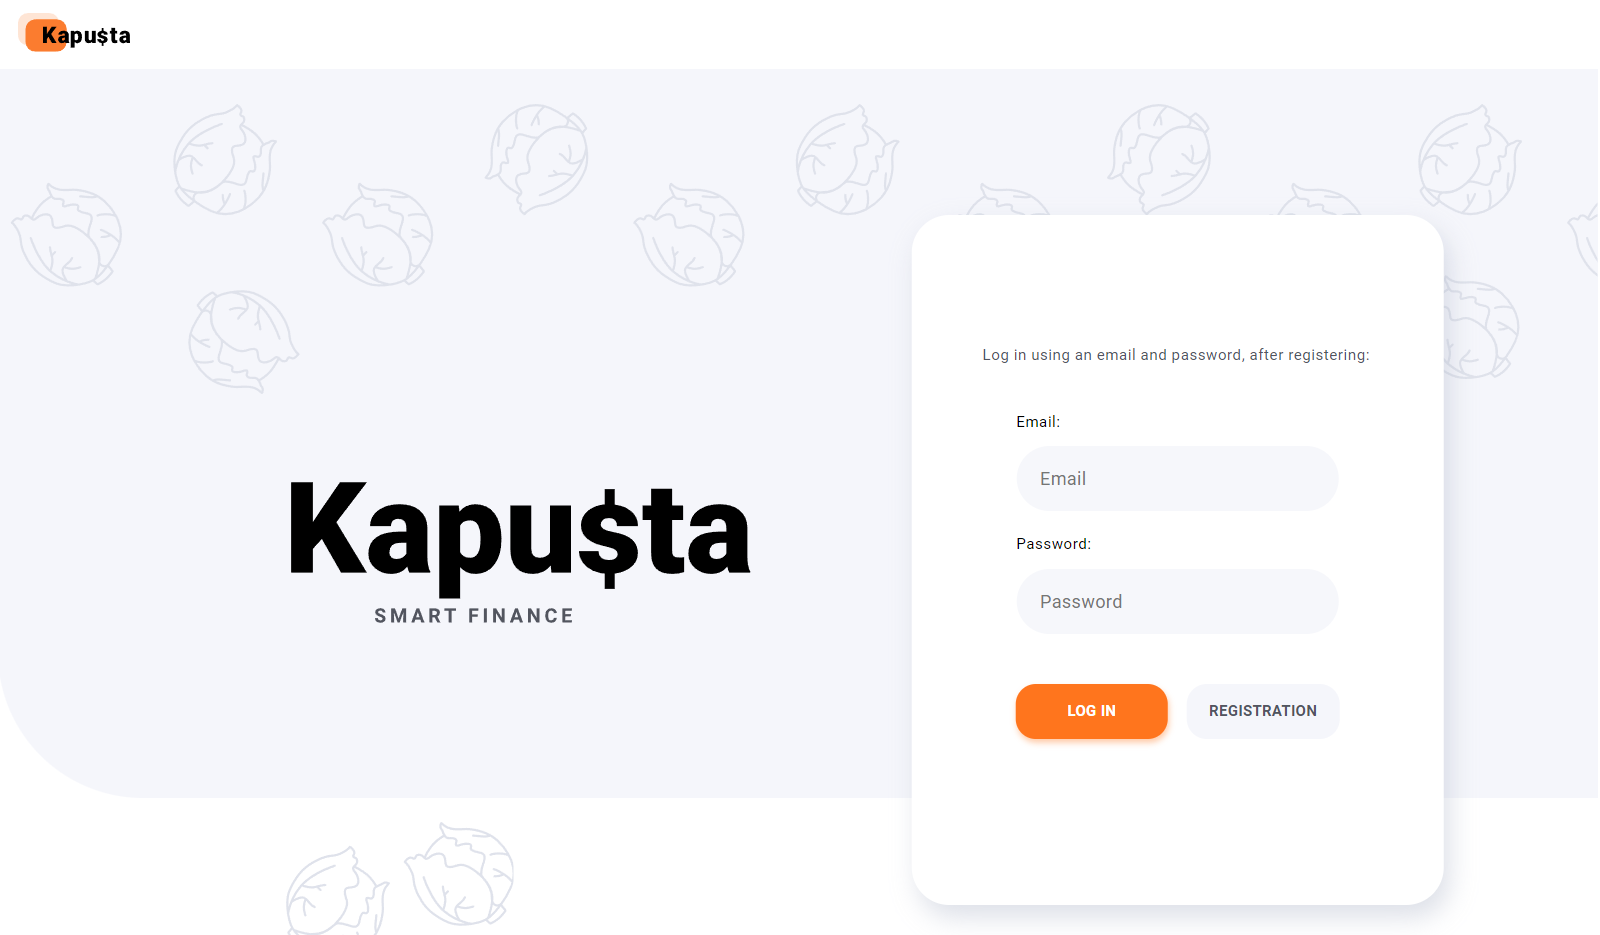 Kapu$ta
Kapu$ta
SMART FINANCE
Log in using an email and password, after registering:
Email:
Email
Password:
Password
LOG IN
REGISTRATION